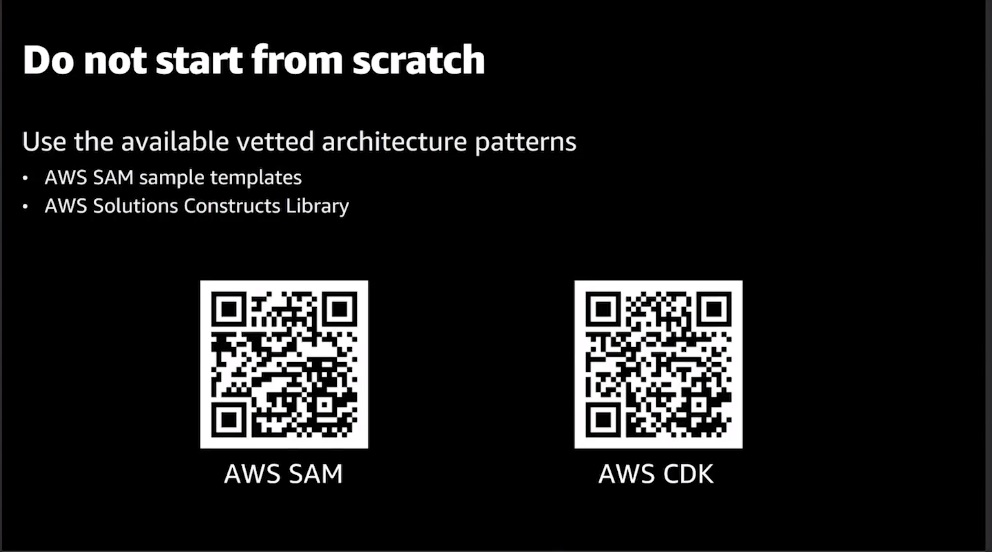 Do not start from scratch
Use the available vetted architecture patterns
• AWS SAM sample templates
• AWS Solutions Constructs Library
AWS SAM
AWS CDK